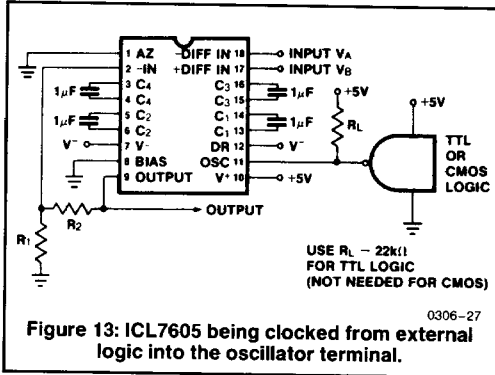 1 AZ -DIFF IN 18 INPUT VA
2 -IN +DIFF IN 17 INPUT VB
3 C4 C3 16
4 C4 C3 15
1µF 1µF +5V
5 C2 C1 14
6 C2 C1 13
1µF 1µF RL +5V
V- 7 V- DR 12 V-
8 BIAS OSC 11
9 OUTPUT V+ 10 +5V
TTL
OR
CMOS
LOGIC
OUTPUT
R2
R1
USE RL – 22kΩ
FOR TTL LOGIC
(NOT NEEDED FOR CMOS)
0306-27
Figure 13: ICL7605 being clocked from external
logic into the oscillator terminal.